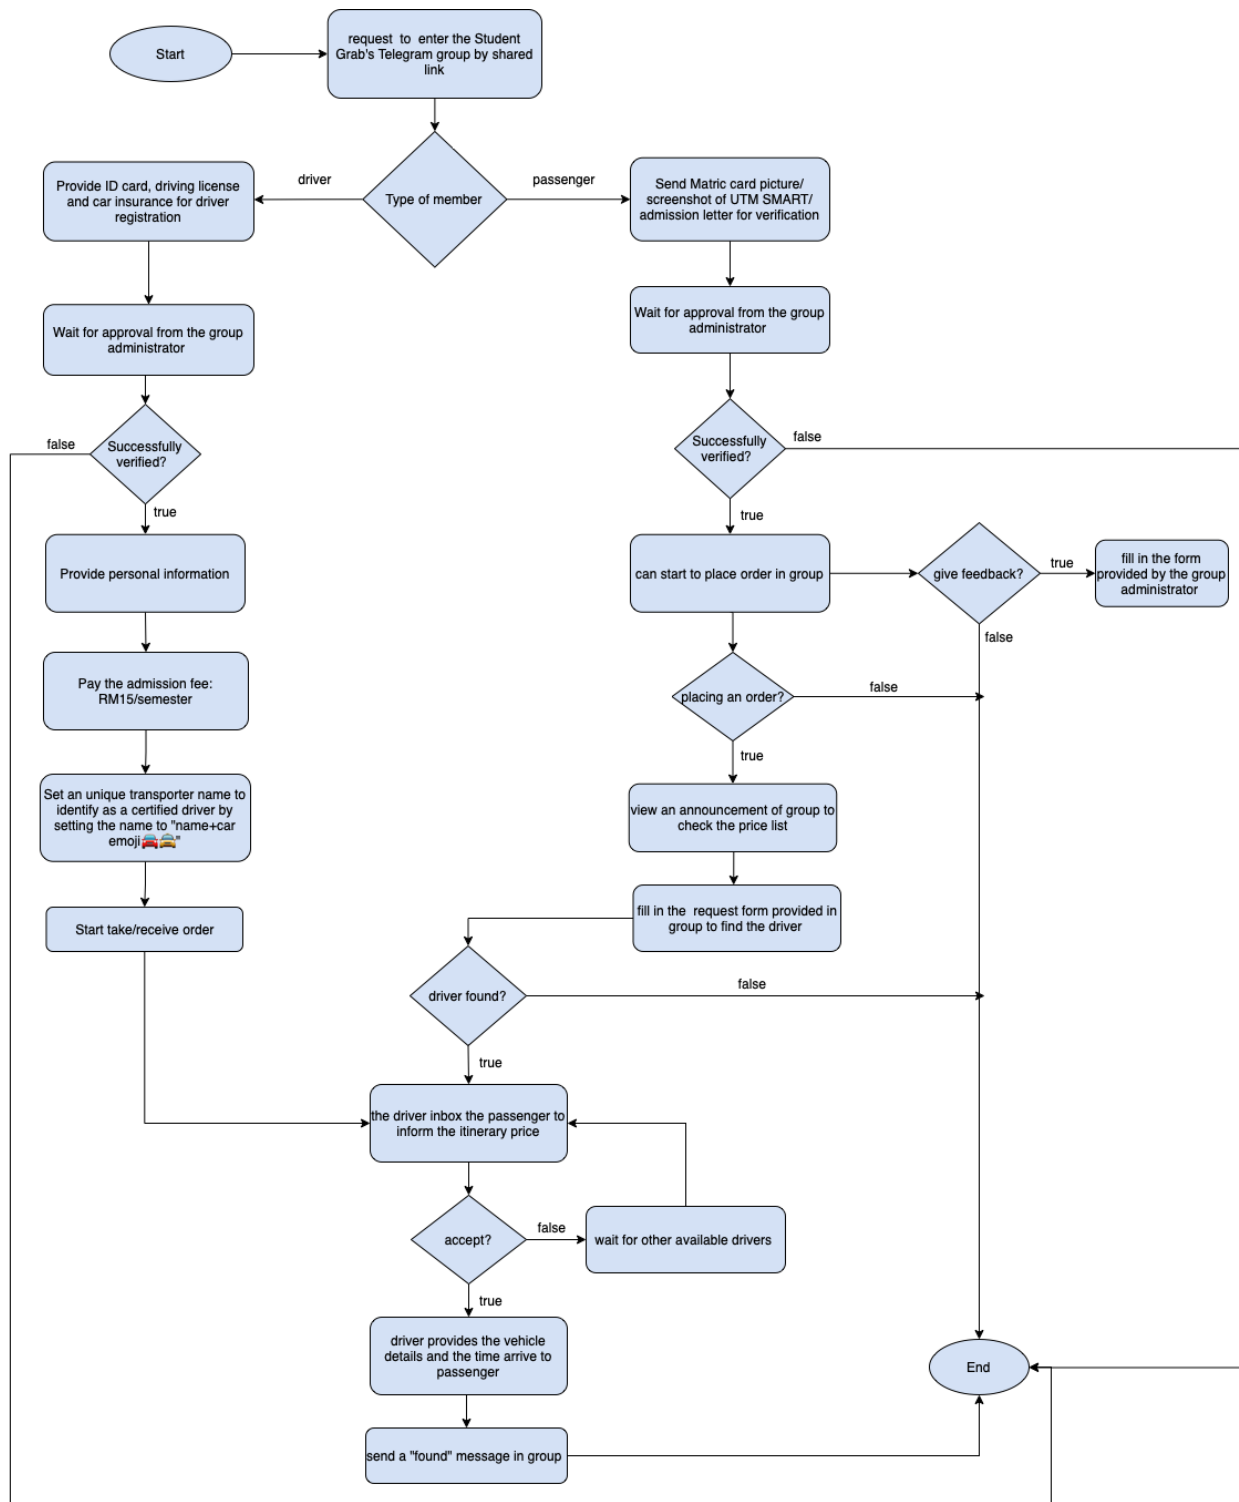 Start
request to enter the Student
Grab's Telegram group by shared
link
driver
Type of member
passenger
Provide ID card, driving license
and car insurance for driver
registration
Send Matric card picture/
screenshot of UTM SMART/
admission letter for verification
Wait for approval from the group
administrator
Wait for approval from the group
administrator
false
Successfully
verified?
true
Successfully
verified?
false
true
Provide personal information
can start to place order in group
give feedback?
true
fill in the form
provided by the group
administrator
false
Pay the admission fee:
RM15/semester
placing an order?
false
true
Set an unique transporter name to
identify as a certified driver by
setting the name to "name+car
emoji🚘🚖"
view an announcement of group to
check the price list
Start take/receive order
fill in the request form provided in
group to find the driver
driver found?
false
true
the driver inbox the passenger to
inform the itinerary price
accept?
false
wait for other available drivers
true
driver provides the vehicle
details and the time arrive to
passenger
End
send a "found" message in group